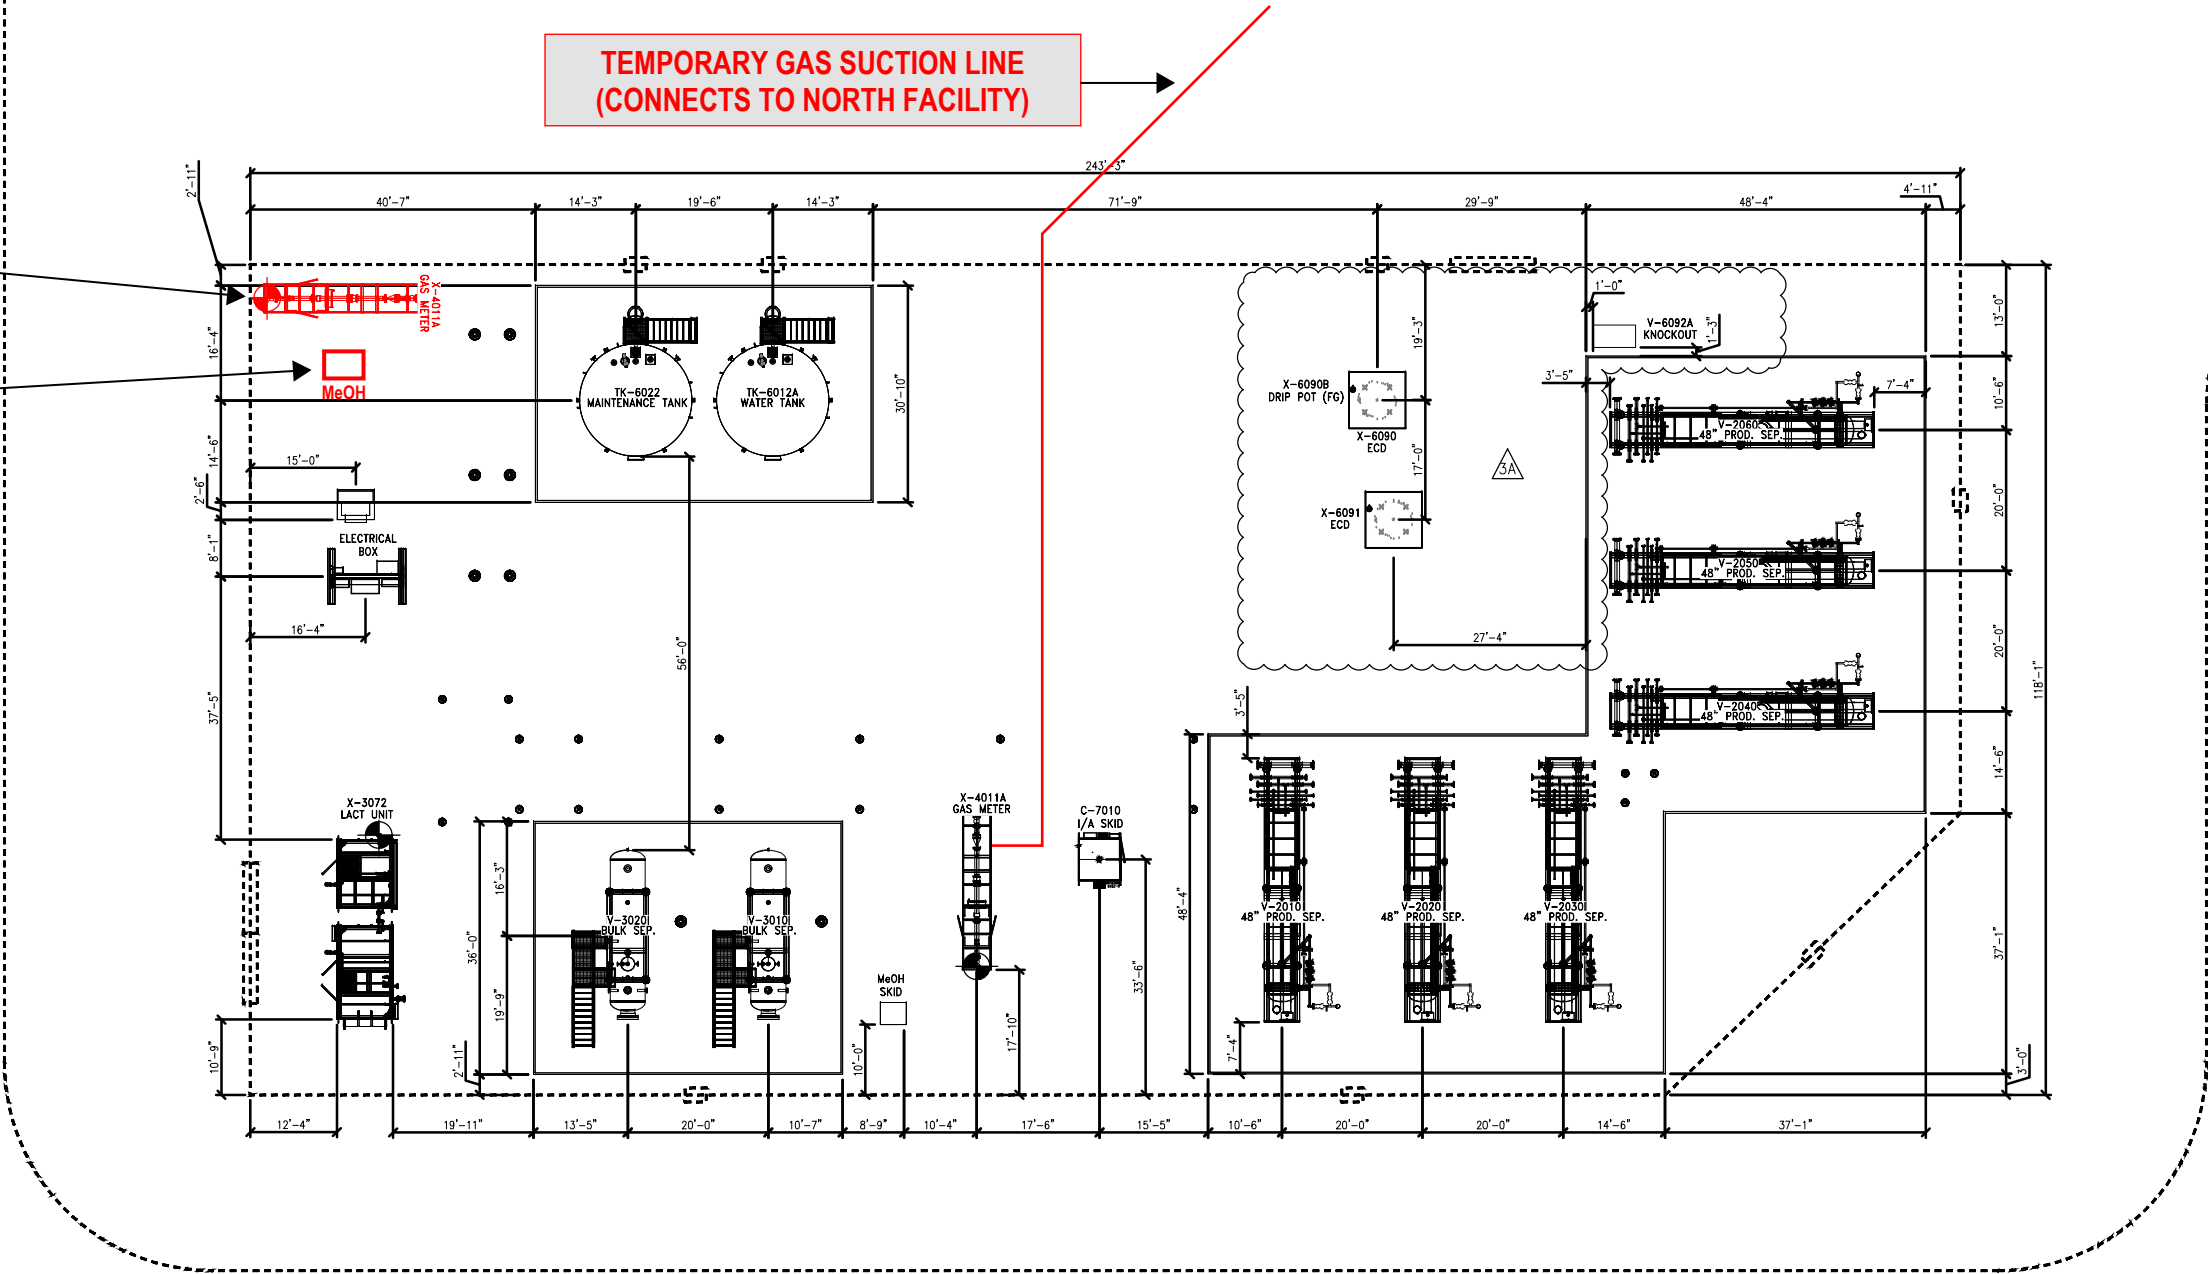 TEMPORARY GAS SUCTION LINE
(CONNECTS TO NORTH FACILITY)
243'-3"
2'-11"
40'-7"
14'-3"
19'-6"
14'-3"
71'-9"
29'-9"
48'-4"
4'-11"
X-4011A
GAS METER
MeOH
16'-4"
14'-6"
2'-6"
8'-1"
37'-5"
10'-9"
15'-0"
ELECTRICAL
BOX
16'-4"
TK-6022
MAINTENANCE TANK
TK-6012A
WATER TANK
30'-10"
56'-0"
X-6090B
DRIP POT (FG)
X-6090
ECD
X-6091
ECD
19'-3"
17'-0"
27'-4"
3A
1'-0"
V-6092A
KNOCKOUT
1'-3"
3'-5"
7'-4"
V-2060
48" PROD. SEP.
V-2050
48" PROD. SEP.
V-2040
48" PROD. SEP.
13'-0"
10'-6"
20'-0"
20'-0"
14'-6"
37'-1"
3'-0"
118'-1"
X-3072
LACT UNIT
16'-3"
36'-0"
19'-9"
2'-11"
V-3020
BULK SEP.
V-3010
BULK SEP.
MeOH
SKID
10'-0"
X-4011A
GAS METER
17'-10"
C-7010
I/A SKID
33'-6"
3'-5"
48'-4"
7'-4"
V-2010
48" PROD. SEP.
V-2020
48" PROD. SEP.
V-2030
48" PROD. SEP.
12'-4"
19'-11"
13'-5"
20'-0"
10'-7"
8'-9"
10'-4"
17'-6"
15'-5"
10'-6"
20'-0"
20'-0"
14'-6"
37'-1"